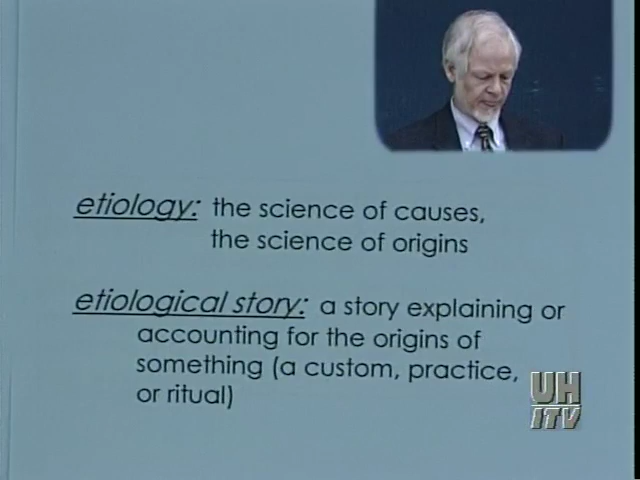 etiology: the science of causes,
the science of origins
etiological story: a story explaining or
accounting for the origins of
something (a custom, practice,
or ritual)
UH
ITV